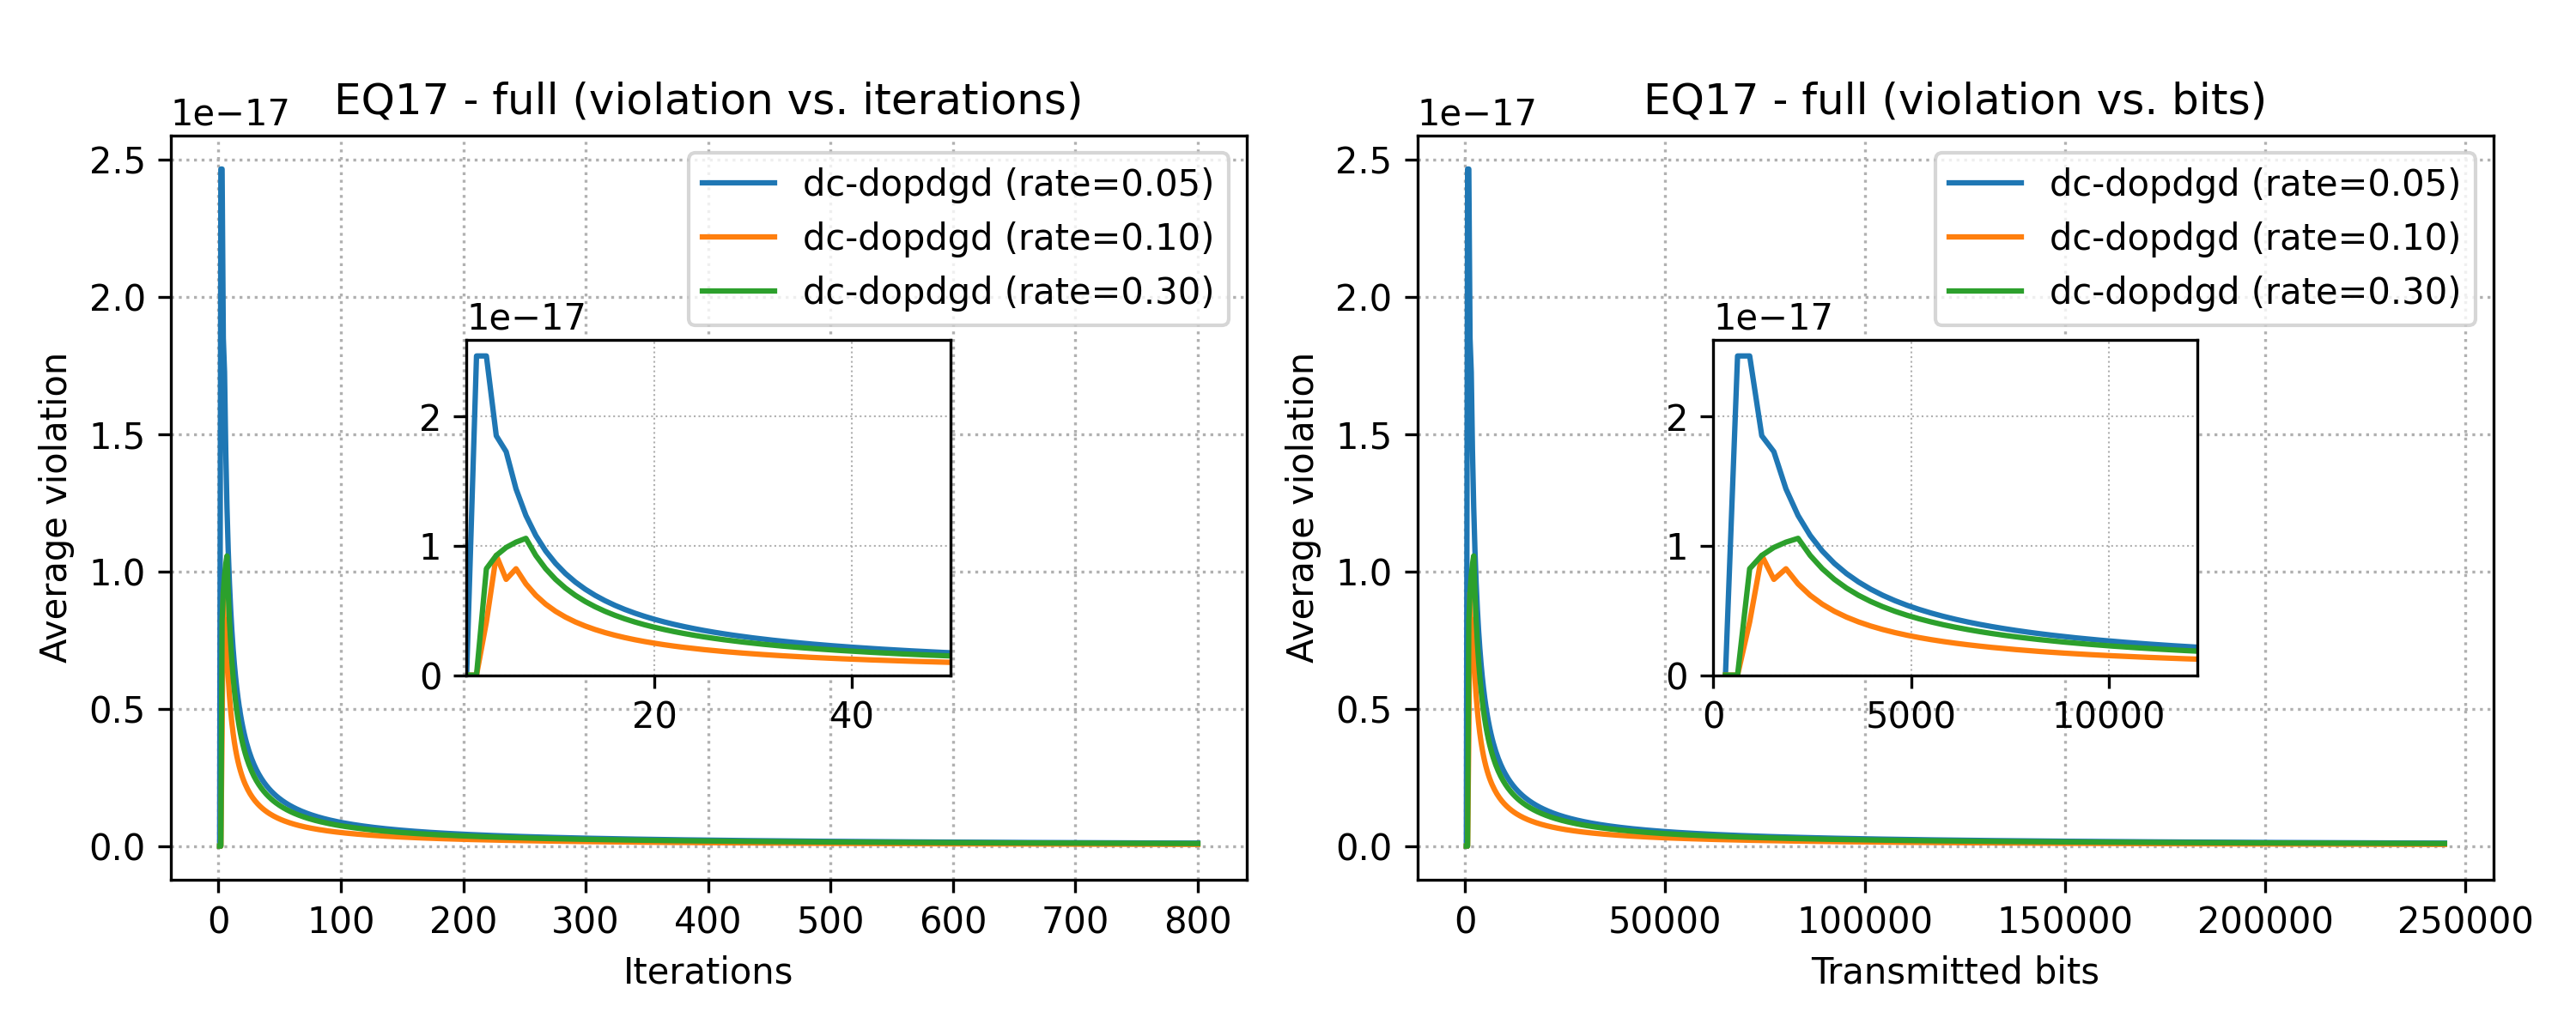 EQ17 - full (violation vs. iterations)
1e−17
2.5
2.0
1.5
1.0
0.5
0.0
Average violation
dc-dopdgd (rate=0.05)
dc-dopdgd (rate=0.10)
dc-dopdgd (rate=0.30)
1e−17
2
1
0
20 40
0 100 200 300 400 500 600 700 800
Iterations
EQ17 - full (violation vs. bits)
1e−17
2.5
2.0
1.5
1.0
0.5
0.0
Average violation
dc-dopdgd (rate=0.05)
dc-dopdgd (rate=0.10)
dc-dopdgd (rate=0.30)
1e−17
2
1
0
0 5000 10000
0 50000 100000 150000 200000 250000
Transmitted bits